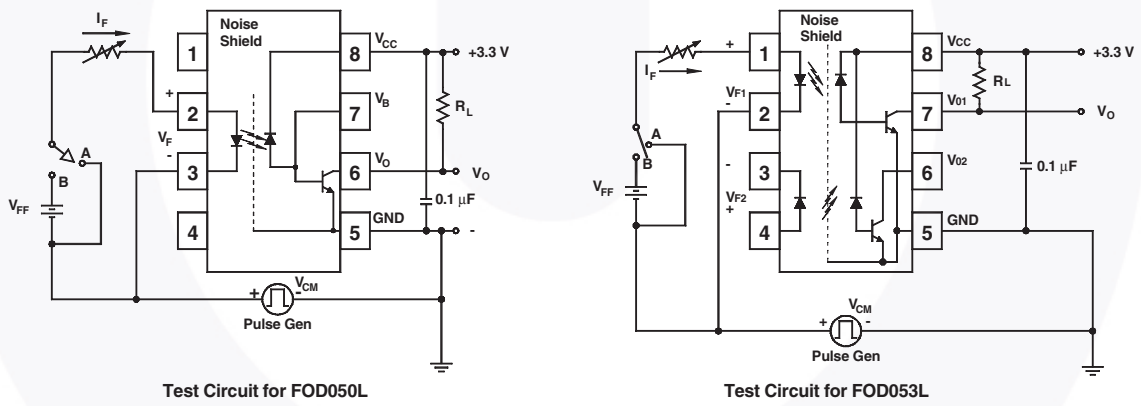 I_F
Noise
Shield
1
8
V_CC
+3.3 V
+
2
7
V_B
R_L
V_F
A
-
3
6
V_O
V_O
B
V_FF
0.1 μF
4
5
GND
-
+
V_CM
-
Pulse Gen
Test Circuit for FOD050L
Noise
Shield
+
1
8
V_CC
+3.3 V
I_F
R_L
V_F1
-
2
7
V_01
V_O
A
B
-
3
6
V_02
0.1 μF
V_FF
V_F2
+
4
5
GND
V_CM
+
-
Pulse Gen
Test Circuit for FOD053L